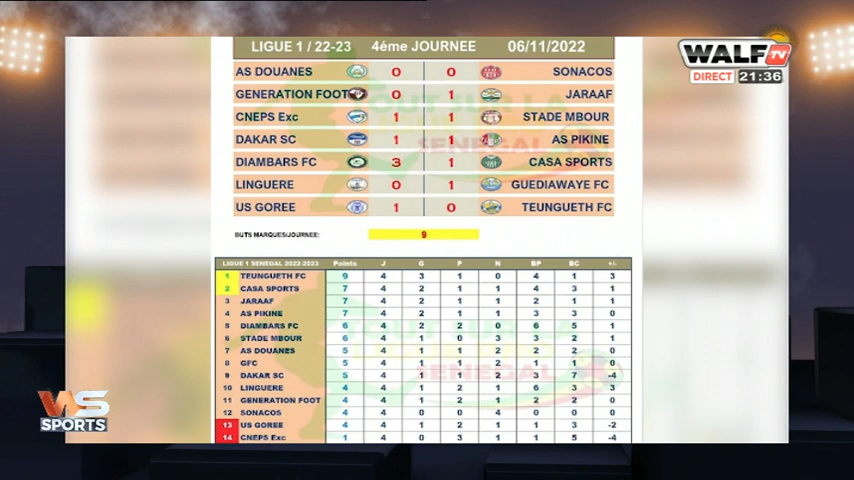 LIGUE 1 / 22-23 4éme JOURNEE 06/11/2022
WALF TV
DIRECT 21:36
AS DOUANES 0 0 SONACOS
GENERATION FOOT 0 1 JARAAF
CNEPS Exc 1 1 STADE MBOUR
DAKAR SC 1 1 AS PIKINE
DIAMBARS FC 3 1 CASA SPORTS
LINGUERE 0 1 GUEDIAWAYE FC
US GOREE 1 0 TEUNGUETH FC
BUTS MARQUES/JOURNEE: 9
LIGUE 1 SENEGAL 2022-2023 Points J G P N BP BC +/-
1 TEUNGUETH FC 9 4 3 1 0 4 1 3
2 CASA SPORTS 7 4 2 1 1 4 3 1
3 JARAAF 7 4 2 1 1 2 1 1
4 AS PIKINE 7 4 2 1 1 3 3 0
5 DIAMBARS FC 6 4 2 2 0 6 5 1
6 STADE MBOUR 6 4 1 0 3 3 2 1
7 AS DOUANES 5 4 1 1 2 2 2 0
8 GFC 5 4 1 1 2 1 1 0
9 DAKAR SC 5 4 1 1 2 3 7 -4
10 LINGUERE 4 4 1 2 1 6 3 3
11 GENERATION FOOT 4 4 1 2 1 2 2 0
12 SONACOS 4 4 0 0 4 0 0 0
13 US GOREE 4 4 1 2 1 1 3 -2
14 CNEPS Exc 1 4 0 3 1 1 5 -4
TOUT SUR LA
SENEGAL
SENEGAL
WS
SPORTS